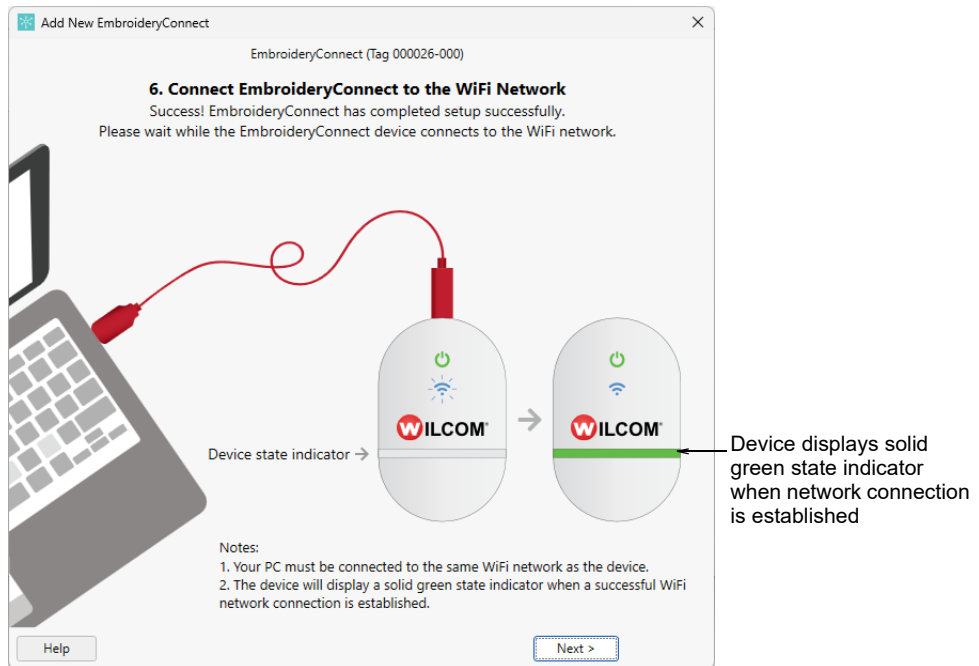 Add New EmbroideryConnect
EmbroideryConnect (Tag 000026-000)
6. Connect EmbroideryConnect to the WiFi Network
Success! EmbroideryConnect has completed setup successfully.
Please wait while the EmbroideryConnect device connects to the WiFi network.
WILCOM®
WILCOM®
Device state indicator →
Device displays solid
green state indicator
when network connection
is established
Notes:
1. Your PC must be connected to the same WiFi network as the device.
2. The device will display a solid green state indicator when a successful WiFi
network connection is established.
Help
Next >